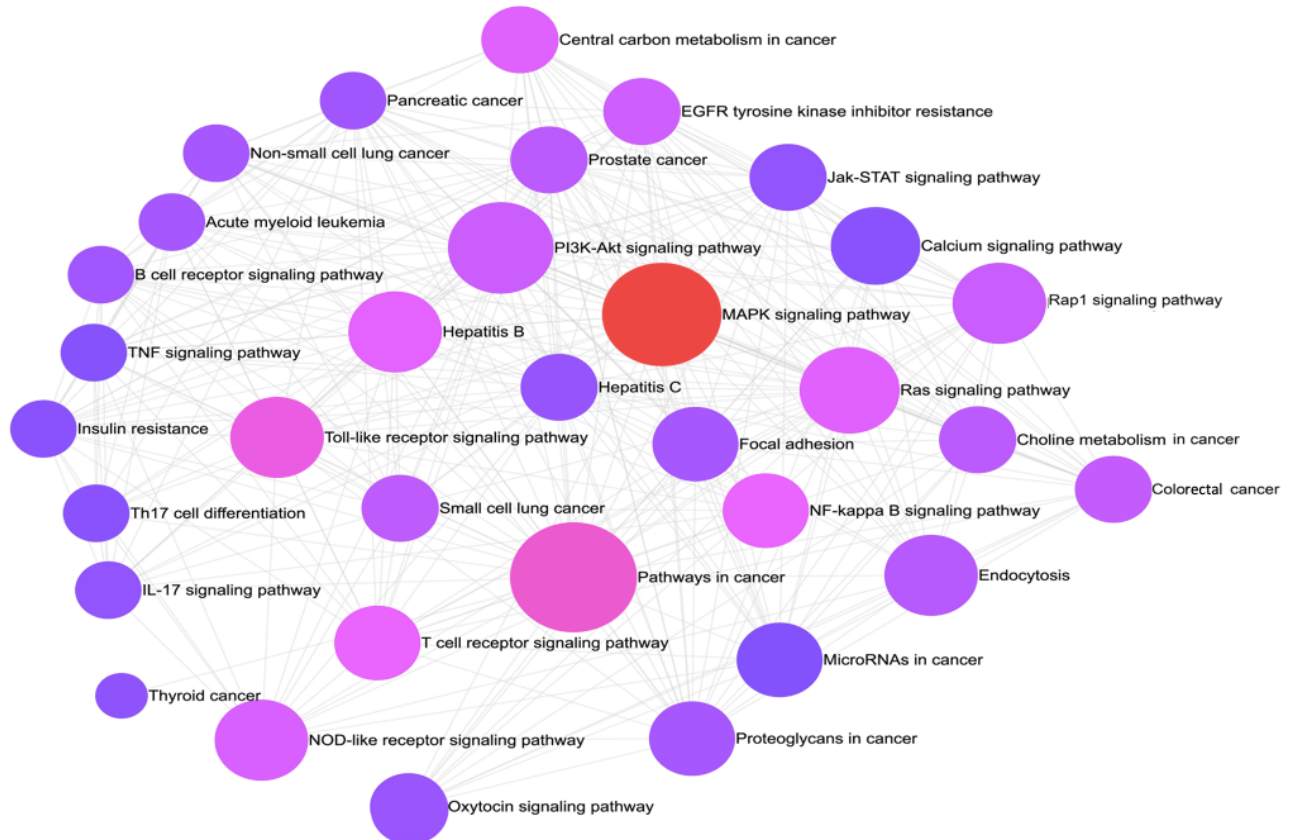 Central carbon metabolism in cancer
Pancreatic cancer
EGFR tyrosine kinase inhibitor resistance
Non-small cell lung cancer
Prostate cancer
Jak-STAT signaling pathway
Acute myeloid leukemia
PI3K-Akt signaling pathway
Calcium signaling pathway
B cell receptor signaling pathway
Rap1 signaling pathway
MAPK signaling pathway
Hepatitis B
TNF signaling pathway
Hepatitis C
Ras signaling pathway
Insulin resistance
Toll-like receptor signaling pathway
Focal adhesion
Choline metabolism in cancer
Colorectal cancer
Small cell lung cancer
NF-kappa B signaling pathway
Th17 cell differentiation
Pathways in cancer
Endocytosis
IL-17 signaling pathway
T cell receptor signaling pathway
MicroRNAs in cancer
Thyroid cancer
NOD-like receptor signaling pathway
Proteoglycans in cancer
Oxytocin signaling pathway